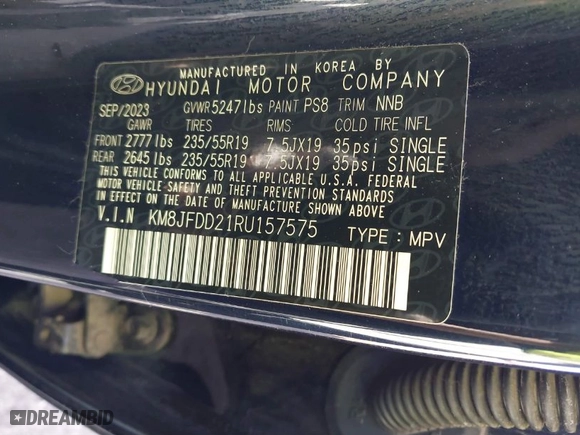 MANUFACTURED IN KOREA BY
HYUNDAI MOTOR COMPANY
SEP/2023 GVWR 5247lbs PAINT PS8 TRIM NNB
GAWR TIRES RIMS COLD TIRE INFL
FRONT 2777lbs 235/55R19 7.5JX19 35psi SINGLE
REAR 2645lbs 235/55R19 7.5JX19 35psi SINGLE
THIS VEHICLE CONFORMS TO ALL APPLICABLE U.S.A. FEDERAL
MOTOR VEHICLE SAFETY AND THEFT PREVENTION STANDARDS
IN EFFECT ON THE DATE OF MANUFACTURE SHOWN ABOVE.
V.I.N KM8JFDD21RU157575 TYPE : MPV
DREAMBID